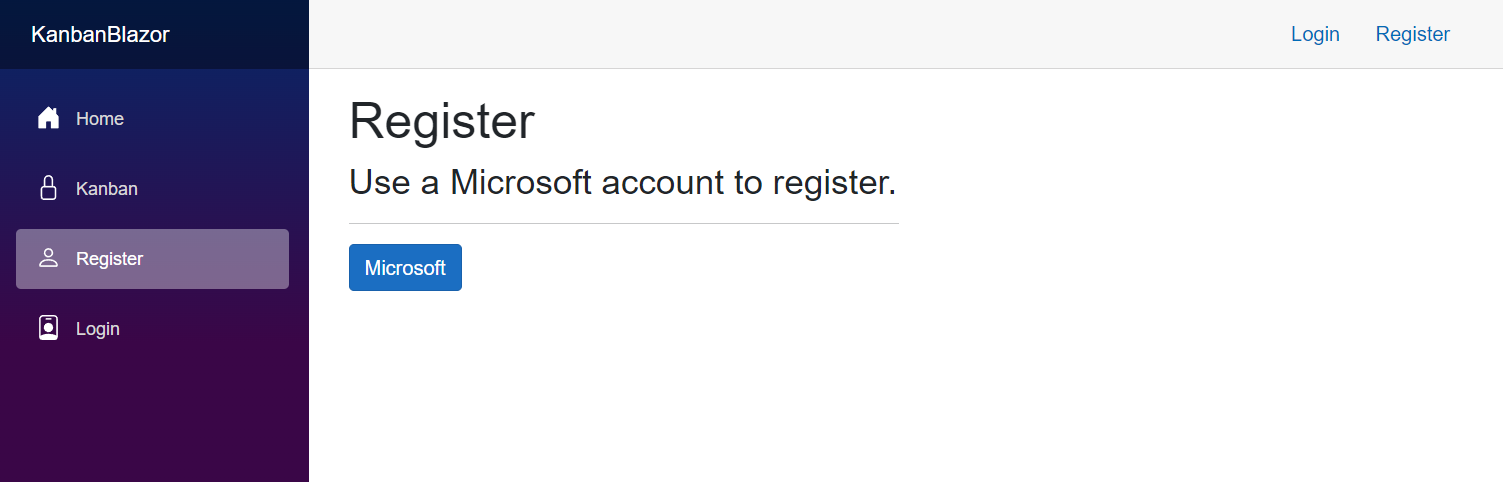 KanbanBlazor
Login Register
Home
Kanban
Register
Login
Register
Use a Microsoft account to register.
Microsoft